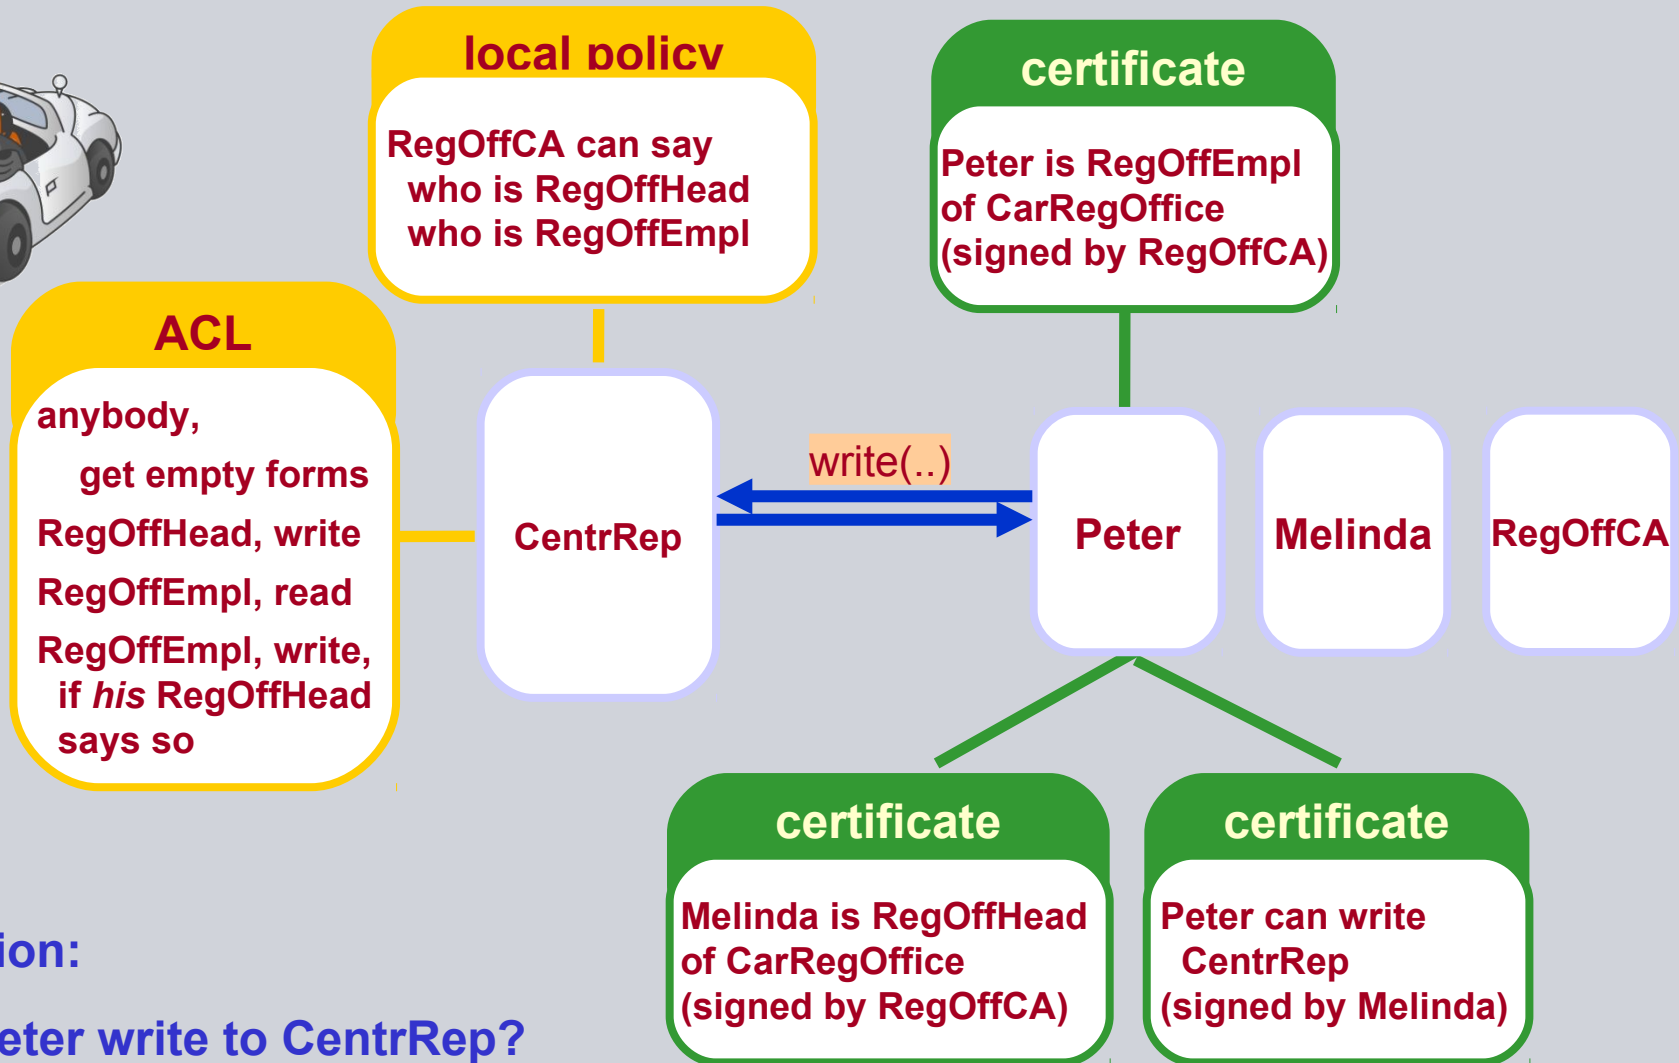 local policy
RegOffCA can say
who is RegOffHead
who is RegOffEmpl
certificate
Peter is RegOffEmpl
of CarRegOffice
(signed by RegOffCA)
ACL
anybody,
get empty forms
RegOffHead, write
RegOffEmpl, read
RegOffEmpl, write,
if his RegOffHead
says so
CentrRep
write(..)
Peter
Melinda
RegOffCA
certificate
Melinda is RegOffHead
of CarRegOffice
(signed by RegOffCA)
certificate
Peter can write
CentrRep
(signed by Melinda)
ion:
eter write to CentrRep?